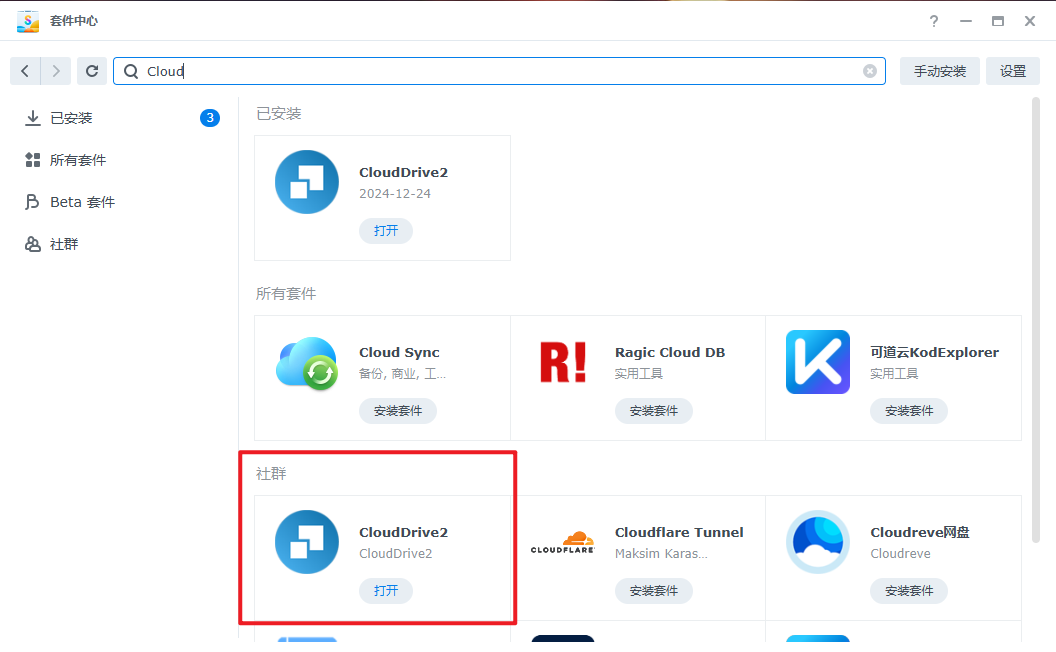 套件中心
Cloud
手动安装
设置
已安装
3
所有套件
Beta 套件
社群
已安装
CloudDrive2
2024-12-24
打开
所有套件
Cloud Sync
备份, 商业, 工...
安装套件
R!
Ragic Cloud DB
实用工具
安装套件
可道云KodExplorer
实用工具
安装套件
社群
CloudDrive2
CloudDrive2
打开
CLOUDFLARE
Cloudflare Tunnel
Maksim Karas...
安装套件
Cloudreve网盘
Cloudreve
安装套件